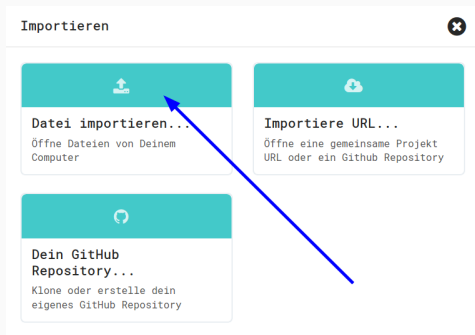 Importieren
Datei importieren...
Öffne Dateien von Deinem
Computer
Importiere URL...
Öffne eine gemeinsame Projekt
URL oder ein Github Repository
Dein GitHub
Repository...
Klone oder erstelle dein
eigenes GitHub Repository